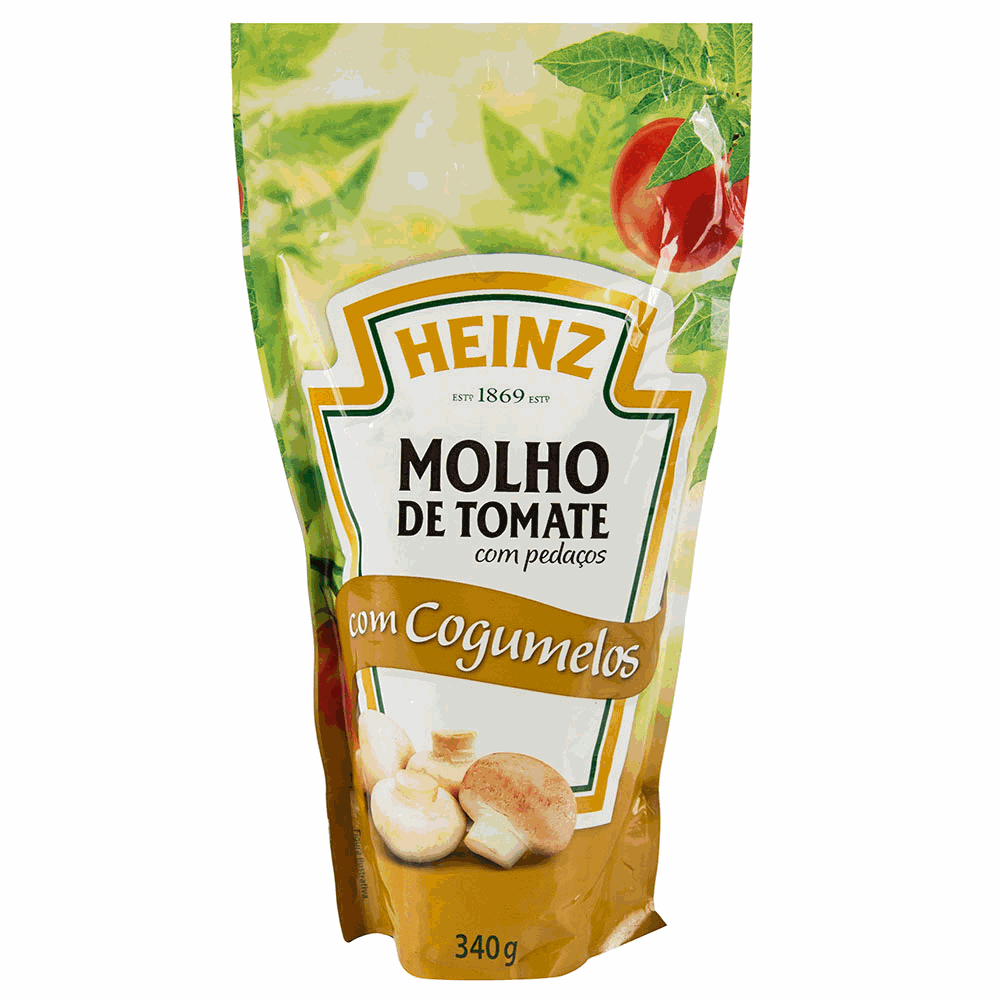 HEINZ
ESTD 1869 ESTD
MOLHO
DE TOMATE
com pedaços
com Cogumelos
340g